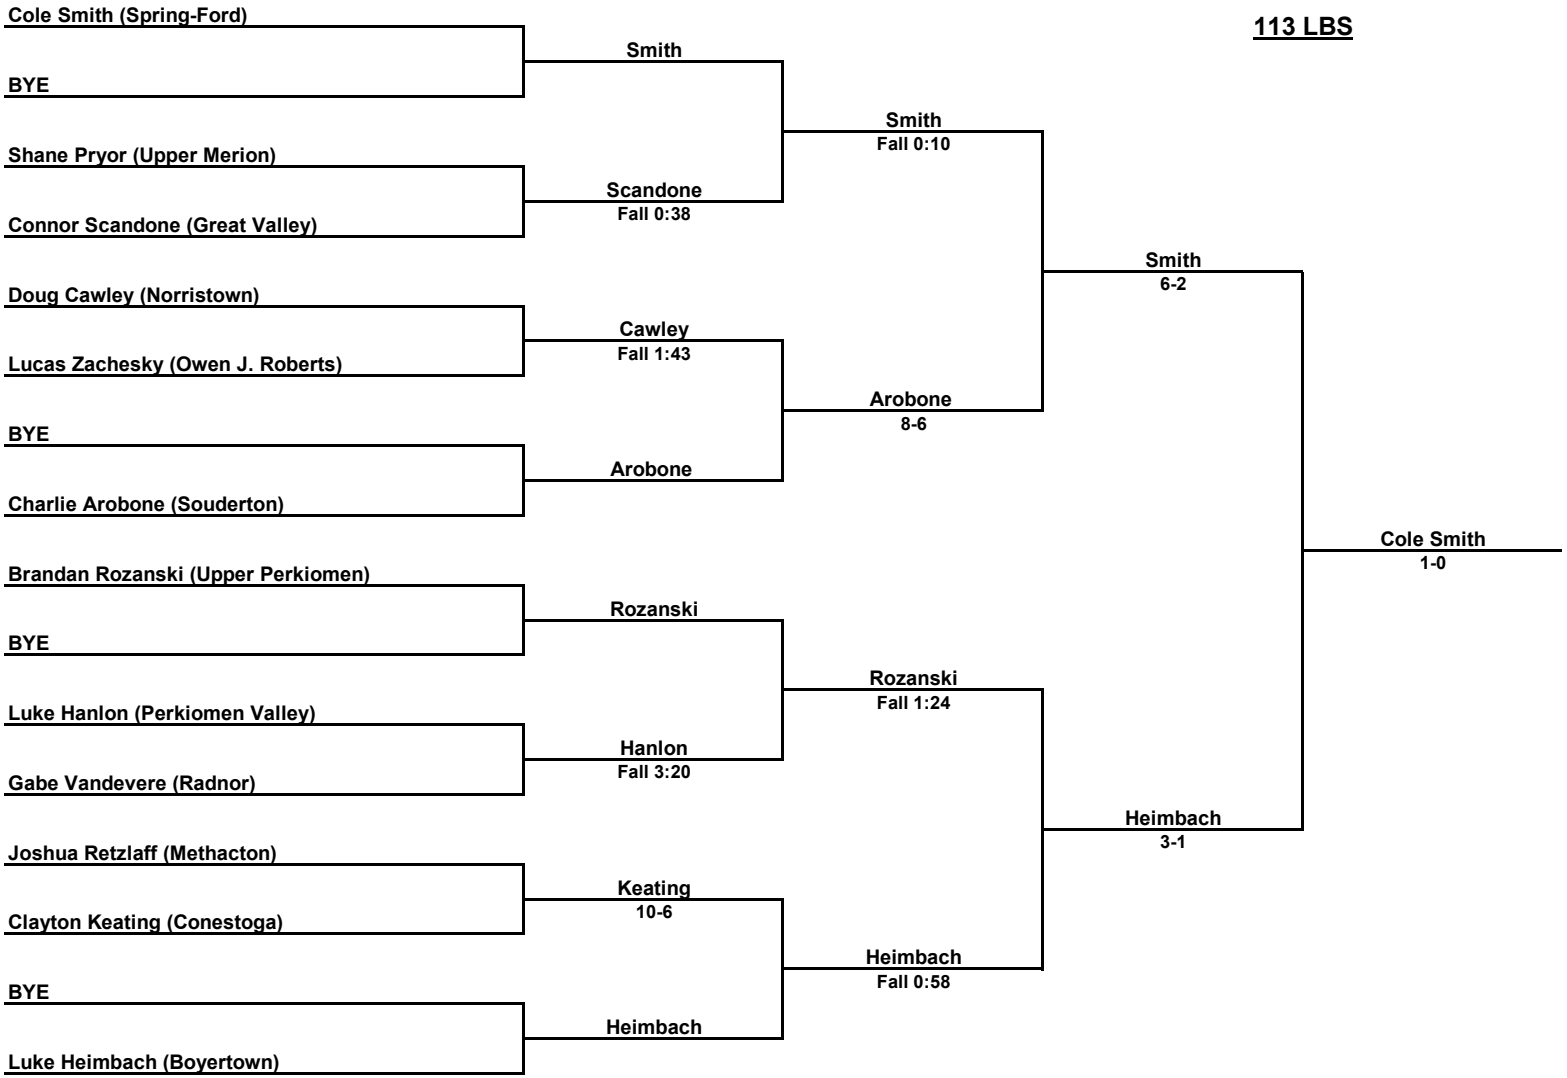 113 LBS
Cole Smith (Spring-Ford)
BYE
Shane Pryor (Upper Merion)
Connor Scandone (Great Valley)
Doug Cawley (Norristown)
Lucas Zachesky (Owen J. Roberts)
BYE
Charlie Arobone (Souderton)
Brandan Rozanski (Upper Perkiomen)
BYE
Luke Hanlon (Perkiomen Valley)
Gabe Vandevere (Radnor)
Joshua Retzlaff (Methacton)
Clayton Keating (Conestoga)
BYE
Luke Heimbach (Boyertown)
Smith
Scandone
Fall 0:38
Cawley
Fall 1:43
Arobone
Rozanski
Hanlon
Fall 3:20
Keating
10-6
Heimbach
Smith
Fall 0:10
Arobone
8-6
Rozanski
Fall 1:24
Heimbach
Fall 0:58
Smith
6-2
Heimbach
3-1
Cole Smith
1-0